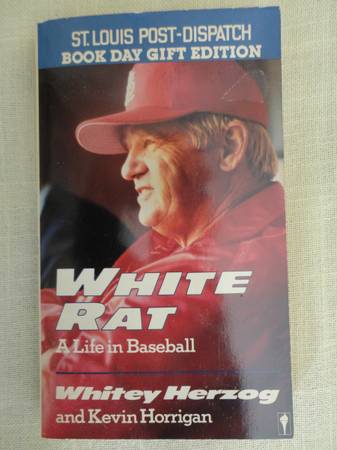 ST. LOUIS POST-DISPATCH
BOOK DAY GIFT EDITION
WHITE
RAT
A Life in Baseball
Whitey Herzog
and Kevin Horrigan